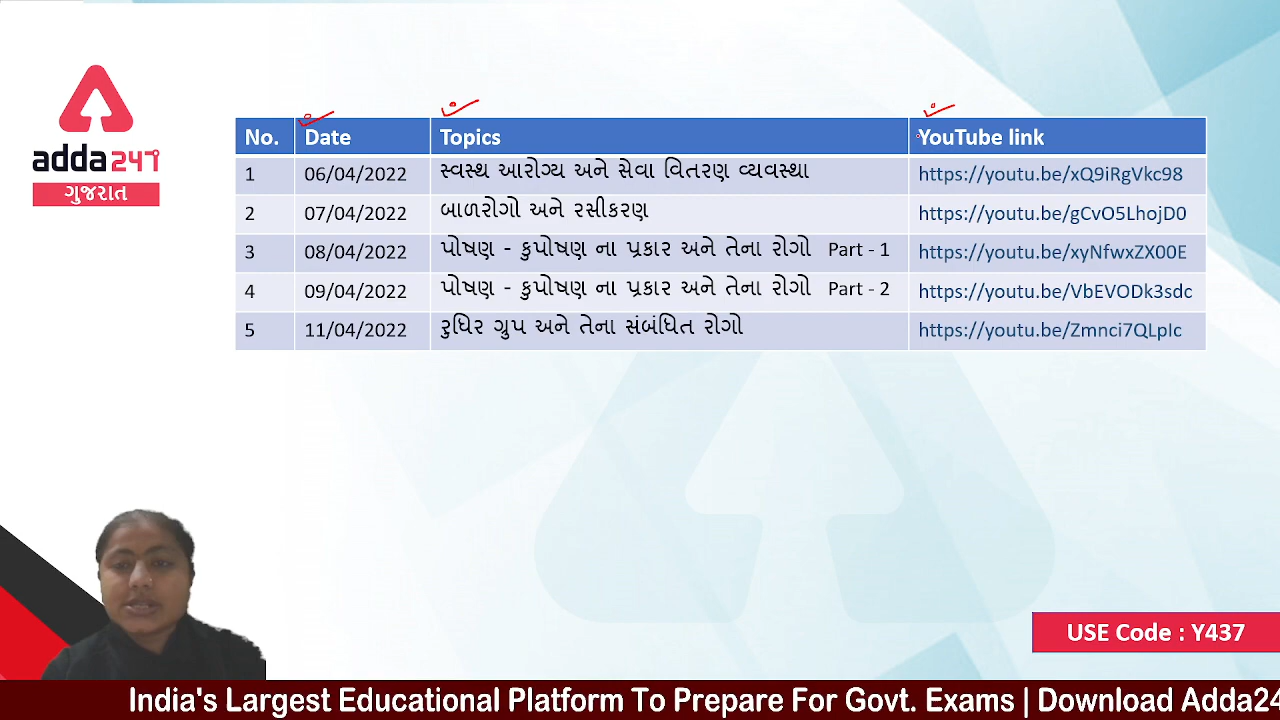 adda247
ગુજરાત
No. Date Topics YouTube link
1 06/04/2022 સ્વસ્થ આરોગ્ય અને સેવા વિતરણ વ્યવસ્થા https://youtu.be/xQ9iRgVkc98
2 07/04/2022 બાળરોગો અને રસીકરણ https://youtu.be/gCvO5LhojD0
3 08/04/2022 પોષણ - કુપોષણ ના પ્રકાર અને તેના રોગો Part - 1 https://youtu.be/xyNfwxZX00E
4 09/04/2022 પોષણ - કુપોષણ ના પ્રકાર અને તેના રોગો Part - 2 https://youtu.be/VbEVODk3sdc
5 11/04/2022 રુધિર ગ્રુપ અને તેના સંબંધિત રોગો https://youtu.be/Zmnci7QLpIc
USE Code : Y437
India's Largest Educational Platform To Prepare For Govt. Exams | Download Adda24